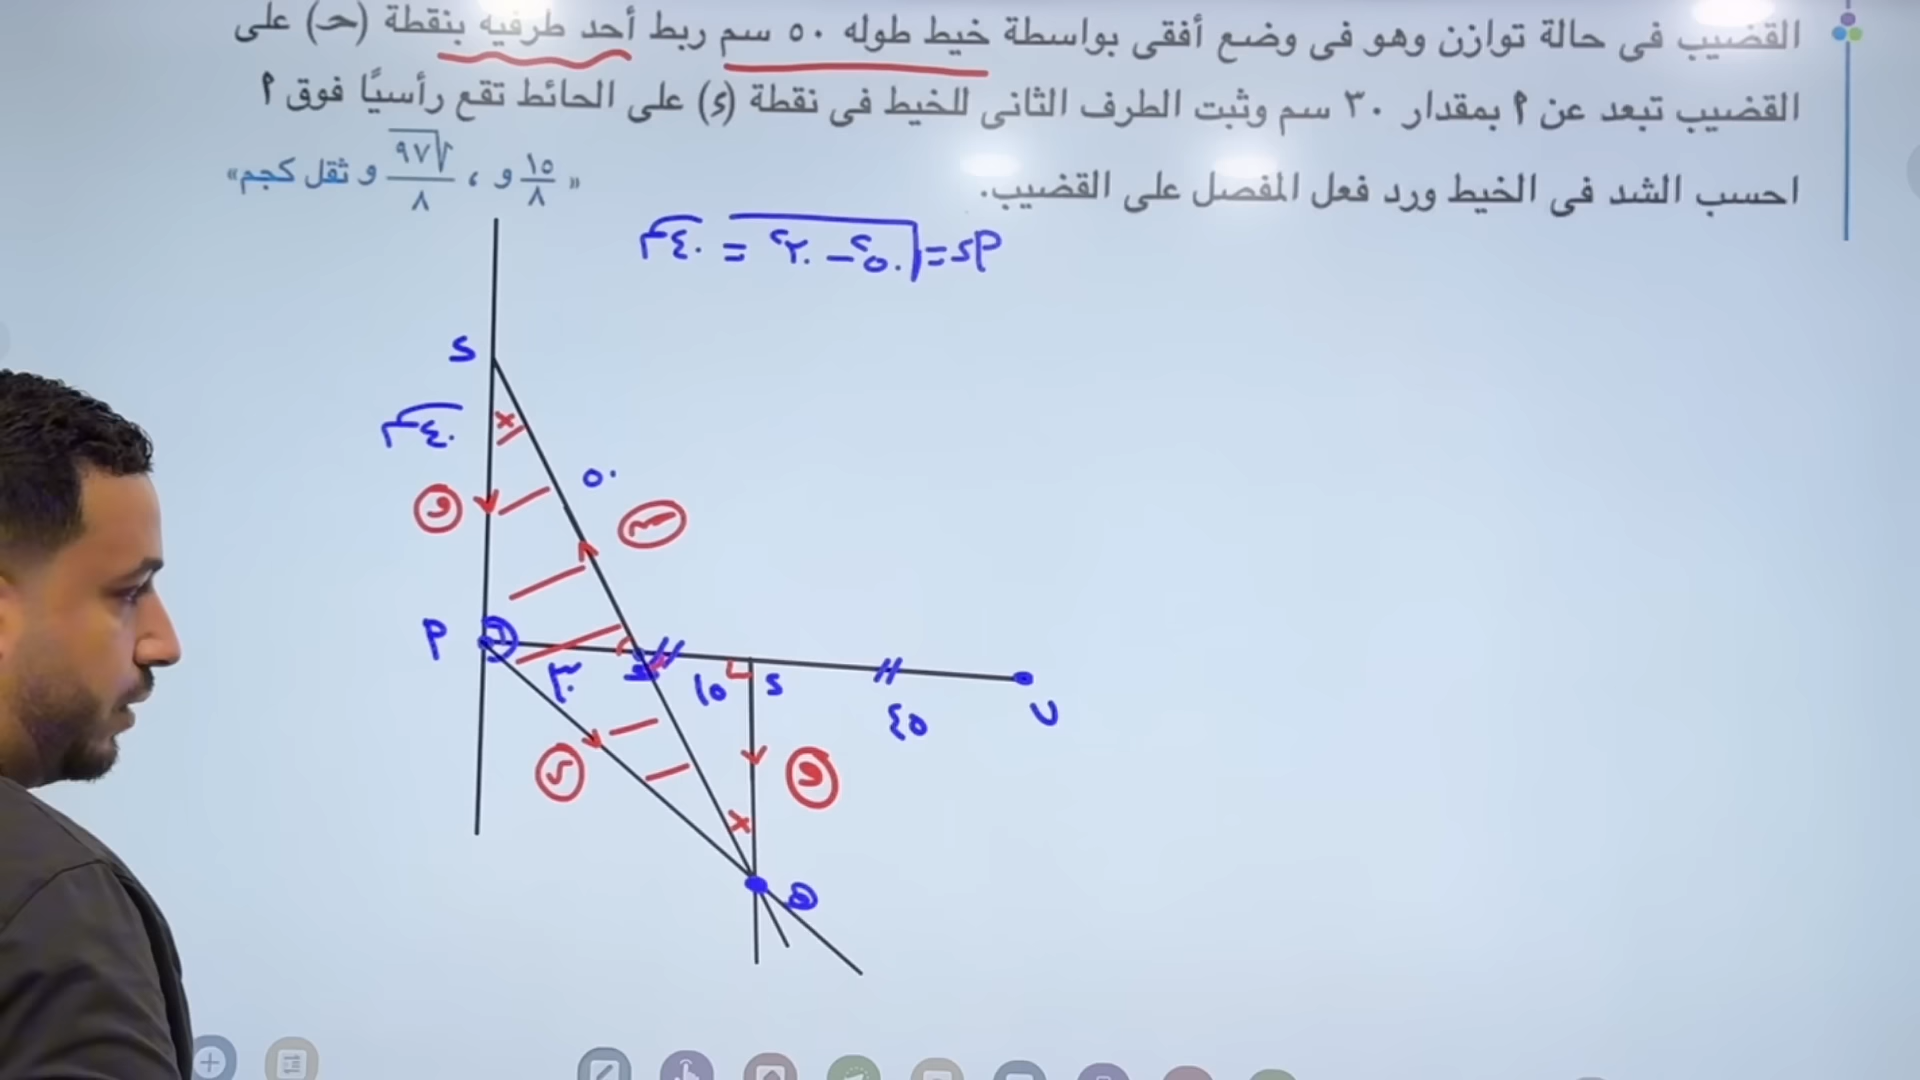 القضيب فى حالة توازن وهو فى وضع أفقى بواسطة خيط طوله ٥٠ سم ربط أحد طرفيه بنقطة (حـ) على
القضيب تبعد عن أ بمقدار ٣٠ سم وثبت الطرف الثانى للخيط فى نقطة (ء) على الحائط تقع رأسيًا فوق أ
احسب الشد فى الخيط ورد فعل المفصل على القضيب.
« ١٥/٨ و ، √٩٧/٨ و ثقل كجم»
أء = √٥٠² - ٣٠² = ٤٠ سم
ء
٤٠ سم
٥٠
و
ش
أ
٣٠
حـ
١٥
ء
٤٥
ب
ر
و
هـ